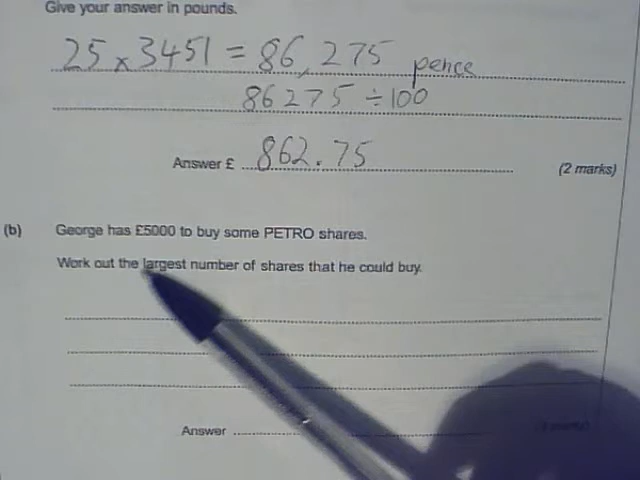 Give your answer in pounds.
25 x 3451 = 86,275 pence
86275 ÷ 100
Answer £ 862.75 (2 marks)
(b) George has £5000 to buy some PETRO shares.
Work out the largest number of shares that he could buy.
Answer